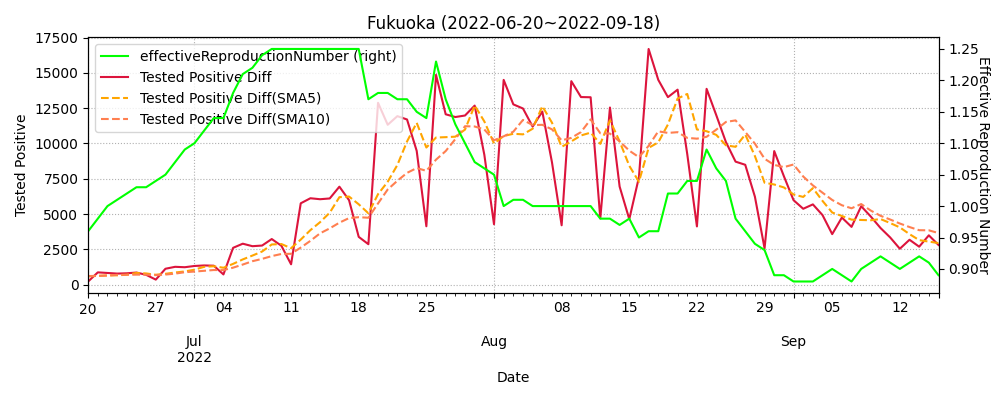 Fukuoka (2022-06-20~2022-09-18)
effectiveReproductionNumber (right)
Tested Positive Diff
Tested Positive Diff(SMA5)
Tested Positive Diff(SMA10)
Tested Positive
17500
15000
12500
10000
7500
5000
2500
0
Effective Reproduction Number
1.25
1.20
1.15
1.10
1.05
1.00
0.95
0.90
20 27 04 11 18 25 08 15 22 29 05 12
Jul Aug Sep
2022
Date